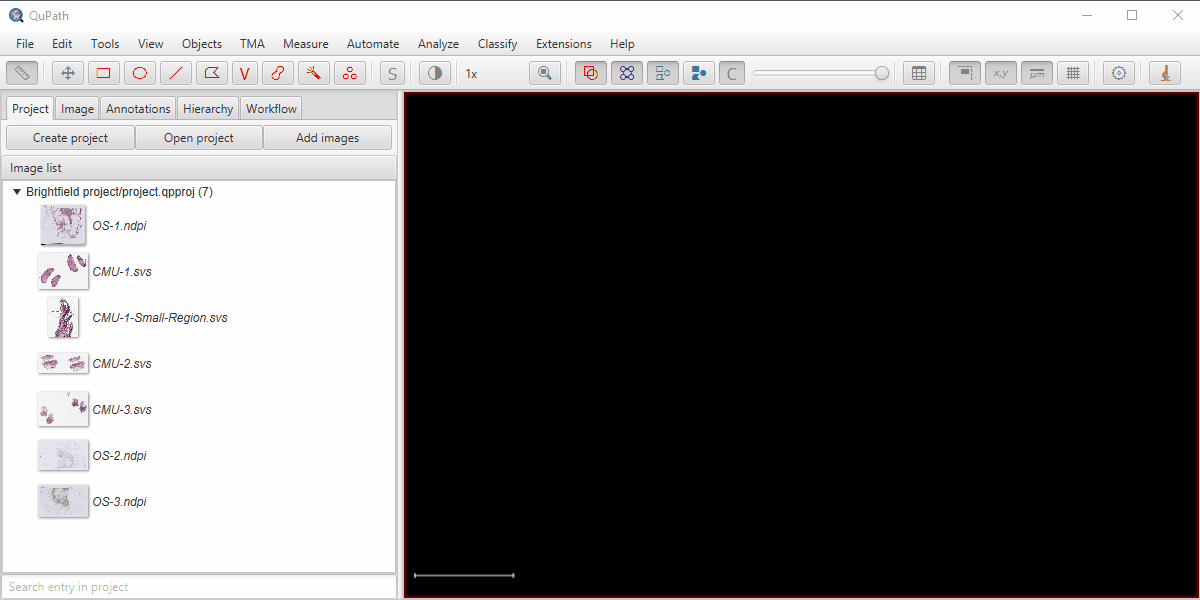 QuPath
File Edit Tools View Objects TMA Measure Automate Analyze Classify Extensions Help
V S 1x C x,y μm
Project Image Annotations Hierarchy Workflow
Create project Open project Add images
Image list
Brightfield project/project.qpproj (7)
OS-1.ndpi
CMU-1.svs
CMU-1-Small-Region.svs
CMU-2.svs
CMU-3.svs
OS-2.ndpi
OS-3.ndpi
Search entry in project